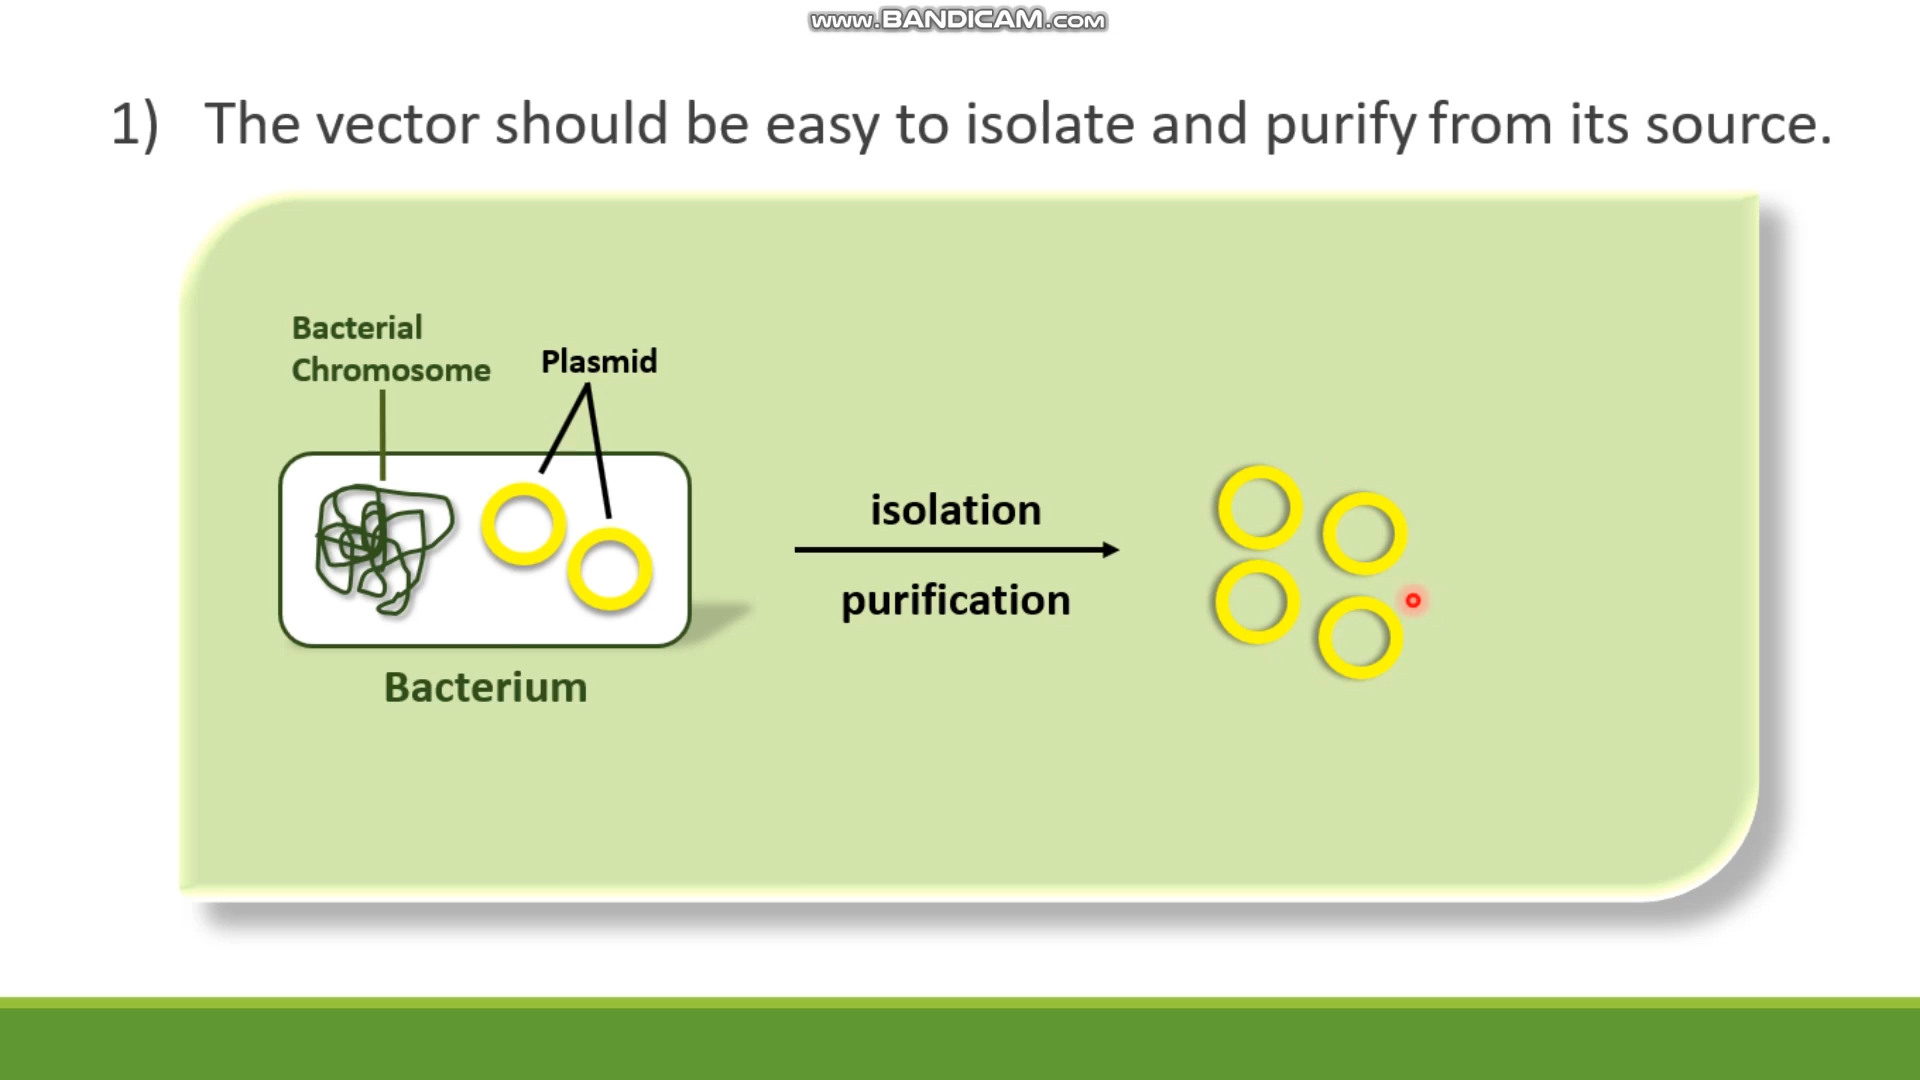 www.BANDICAM.com
1) The vector should be easy to isolate and purify from its source.
Bacterial
Chromosome
Plasmid
isolation
purification
Bacterium